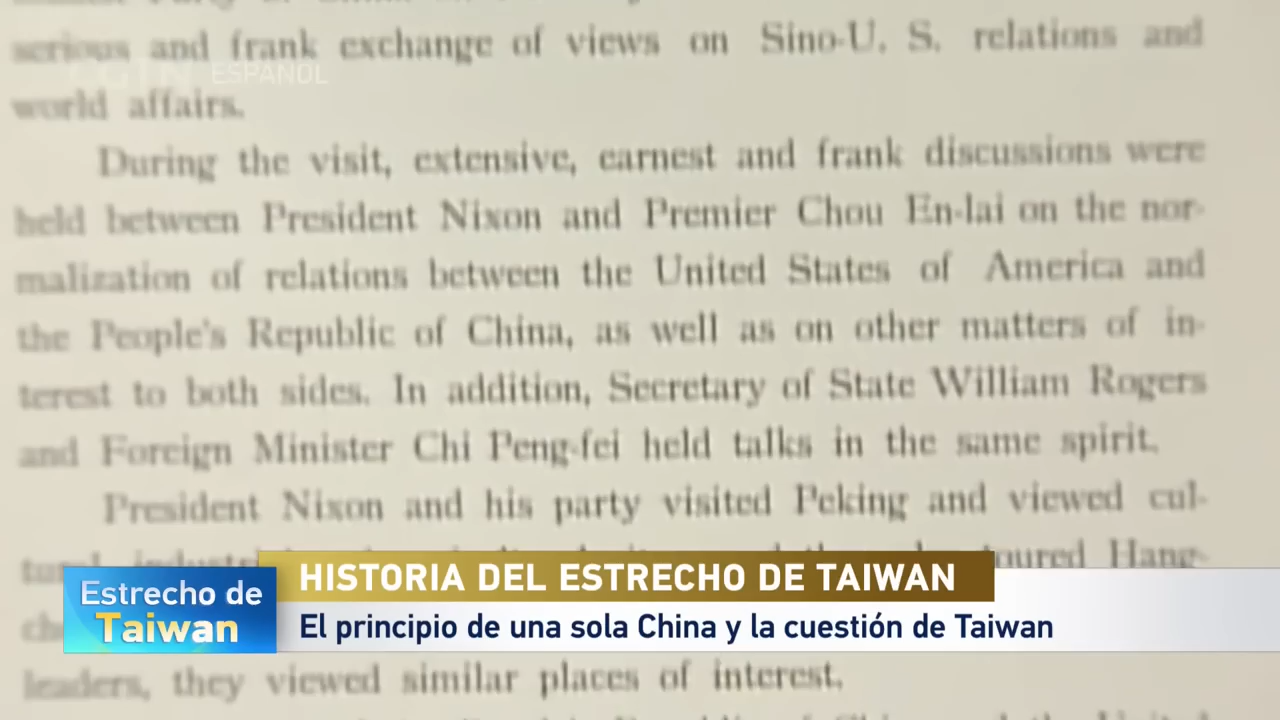 serious and frank exchange of views on Sino-U. S. relations and
CGTN ESPAÑOL
world affairs.
During the visit, extensive, earnest and frank discussions were
held between President Nixon and Premier Chou En-lai on the nor-
malization of relations between the United States of America and
the People's Republic of China, as well as on other matters of in-
terest to both sides. In addition, Secretary of State William Rogers
and Foreign Minister Chi Peng-fei held talks in the same spirit.
President Nixon and his party visited Peking and viewed cul-
toured Hang-
HISTORIA DEL ESTRECHO DE TAIWAN
Estrecho de
Taiwan
El principio de una sola China y la cuestión de Taiwan
leaders, they viewed similar places of interest.